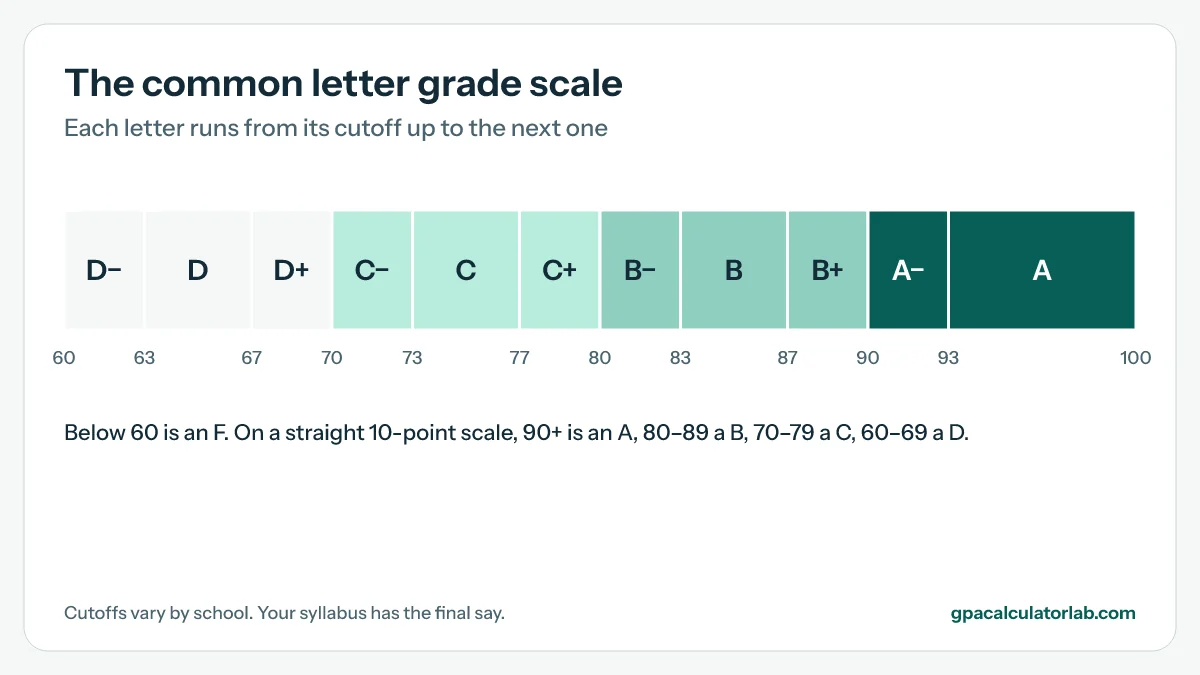 The common letter grade scale
Each letter runs from its cutoff up to the next one
D− D D+ C− C C+ B− B B+ A− A
60 63 67 70 73 77 80 83 87 90 93 100
Below 60 is an F. On a straight 10-point scale, 90+ is an A, 80–89 a B, 70–79 a C, 60–69 a D.
Cutoffs vary by school. Your syllabus has the final say.
gpacalculatorlab.com